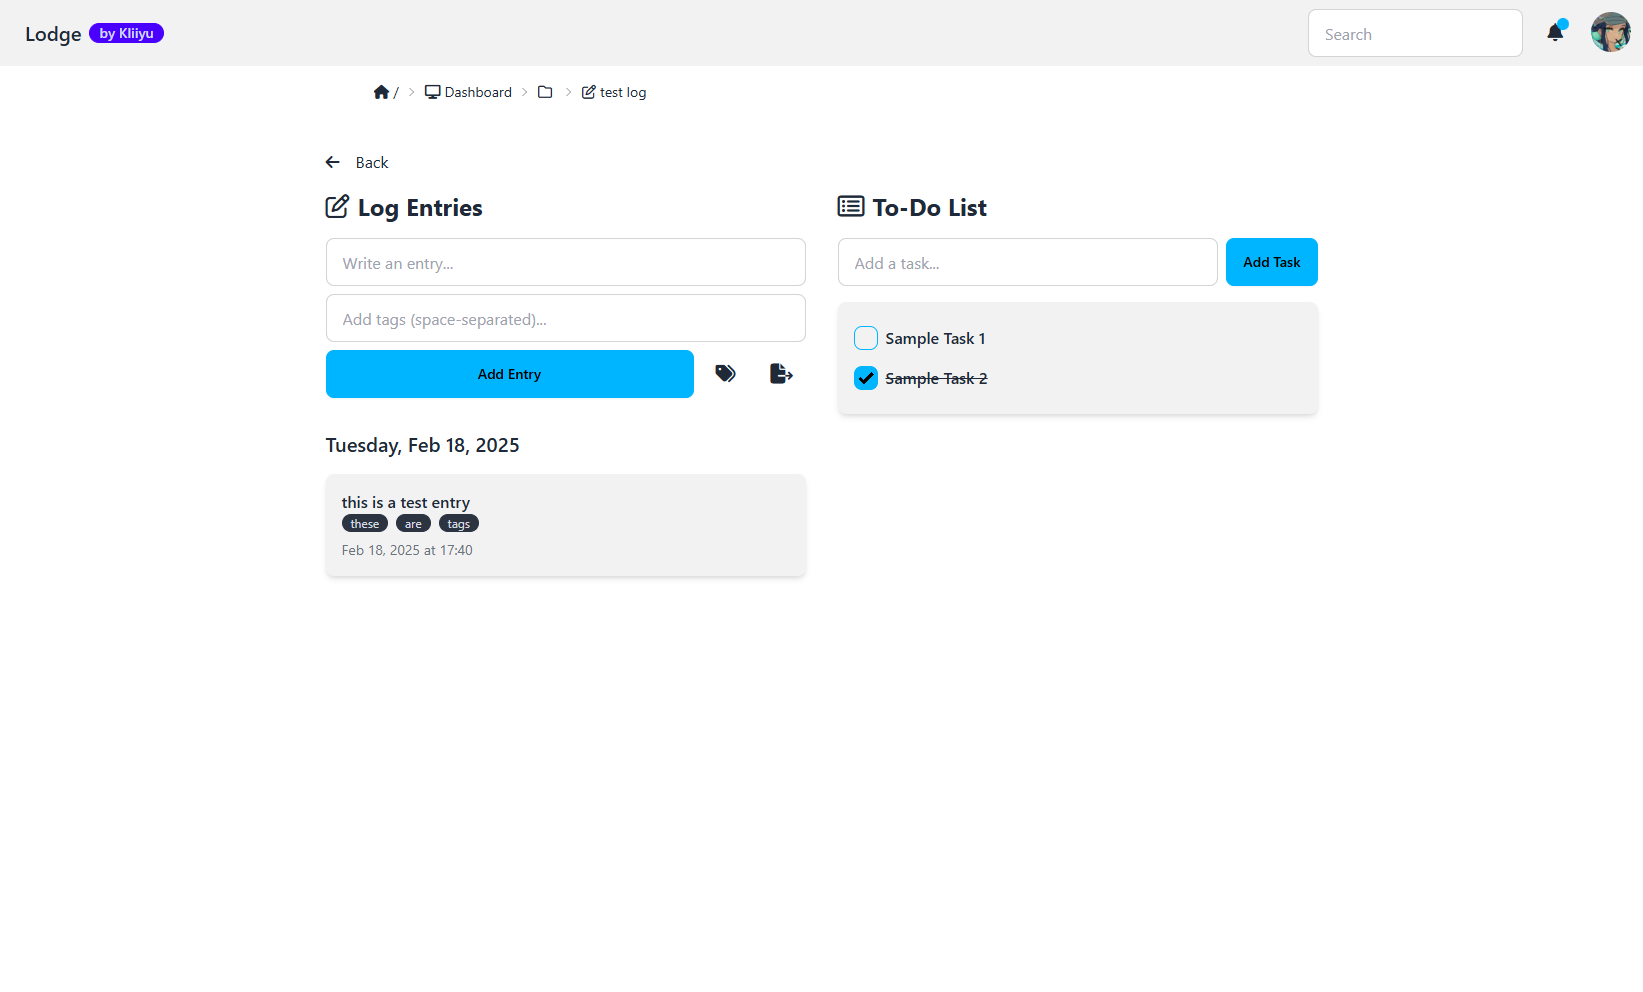 Lodge by Kliiyu
Search
/ Dashboard test log
Back
Log Entries
Write an entry...
Add tags (space-separated)...
Add Entry
Tuesday, Feb 18, 2025
this is a test entry
these are tags
Feb 18, 2025 at 17:40
To-Do List
Add a task...
Add Task
Sample Task 1
Sample Task 2